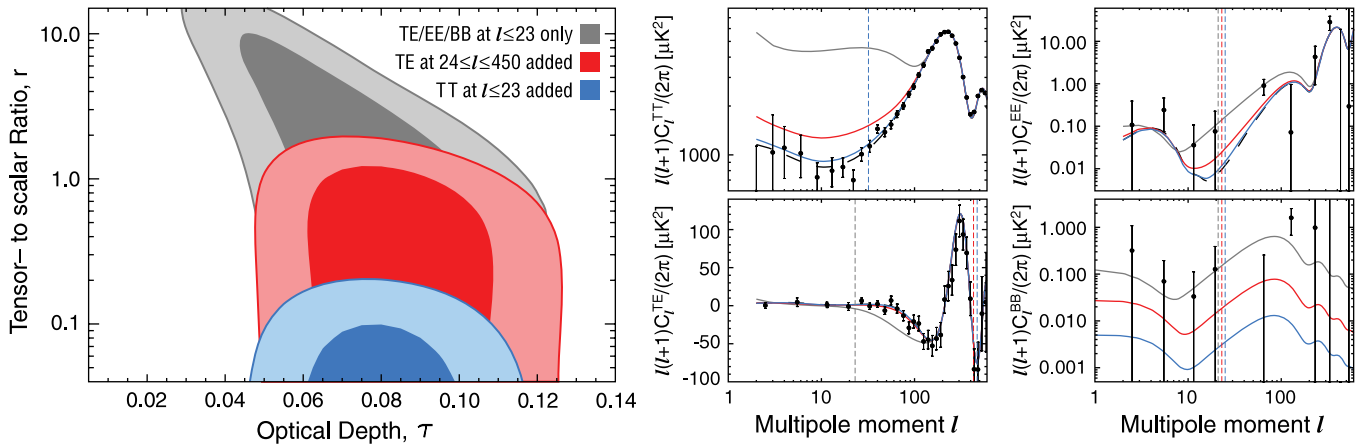 TE/EE/BB at l≤23 only
TE at 24≤l≤450 added
TT at l≤23 added
Tensor– to scalar Ratio, r
10.0
1.0
0.1
0.02 0.04 0.06 0.08 0.10 0.12 0.14
Optical Depth, τ
l(l+1)C_l^TT/(2π) [μK²]
1000
l(l+1)C_l^TE/(2π) [μK²]
100
50
0
-50
-100
1 10 100
Multipole moment l
l(l+1)C_l^EE/(2π) [μK²]
10.00
1.00
0.10
0.01
l(l+1)C_l^BB/(2π) [μK²]
1.000
0.100
0.010
0.001
1 10 100
Multipole moment l